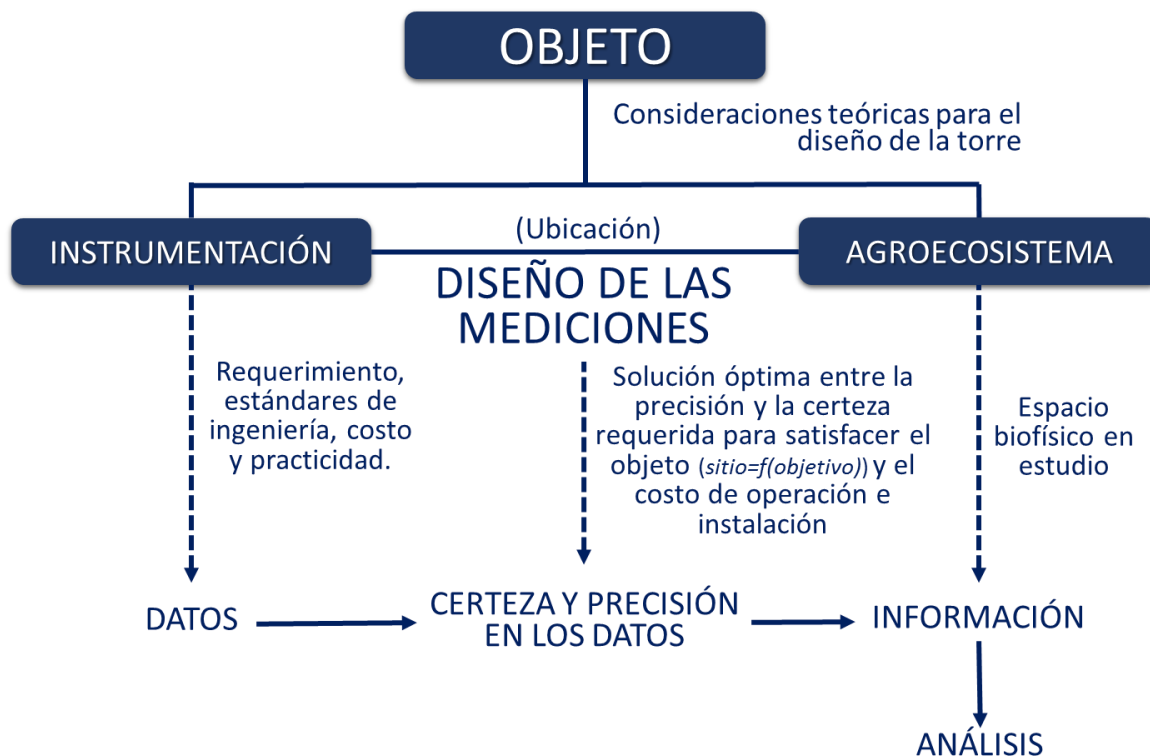 OBJETO
Consideraciones teóricas para el
diseño de la torre
INSTRUMENTACIÓN
(Ubicación)
AGROECOSISTEMA
DISEÑO DE LAS
MEDICIONES
Requerimiento,
estándares de
ingeniería, costo
y practicidad.
Solución óptima entre la
precisión y la certeza
requerida para satisfacer el
objeto (sitio=f(objetivo)) y el
costo de operación e
instalación
Espacio
biofísico en
estudio
DATOS
CERTEZA Y PRECISIÓN
EN LOS DATOS
INFORMACIÓN
ANÁLISIS